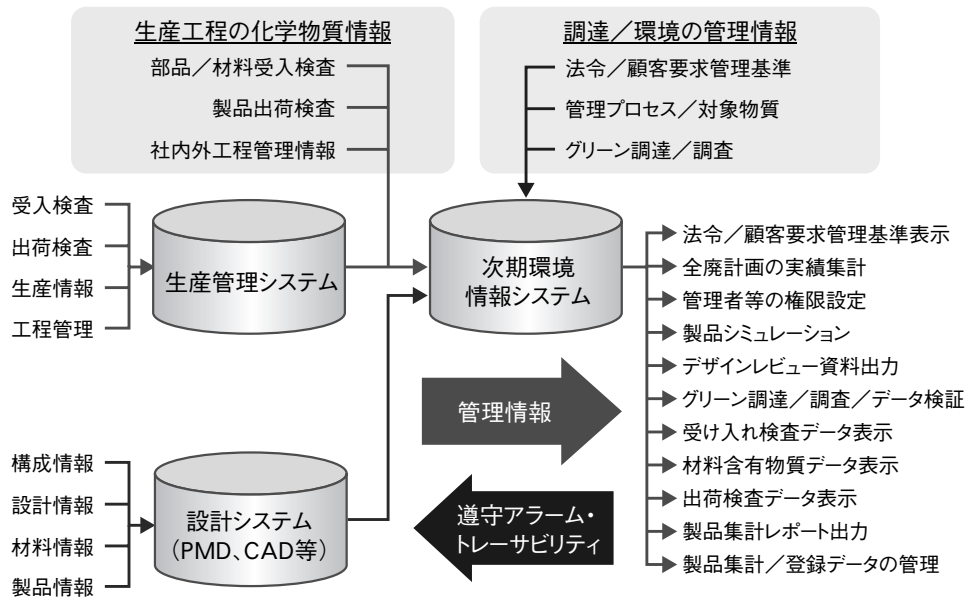 生産工程の化学物質情報
部品／材料受入検査
製品出荷検査
社内外工程管理情報
調達／環境の管理情報
法令／顧客要求管理基準
管理プロセス／対象物質
グリーン調達／調査
受入検査
出荷検査
生産情報
工程管理
生産管理システム
次期環境
情報システム
法令／顧客要求管理基準表示
全廃計画の実績集計
管理者等の権限設定
製品シミュレーション
デザインレビュー資料出力
グリーン調達／調査／データ検証
受け入れ検査データ表示
材料含有物質データ表示
出荷検査データ表示
製品集計レポート出力
製品集計／登録データの管理
管理情報
遵守アラーム・
トレーサビリティ
構成情報
設計情報
材料情報
製品情報
設計システム
（PMD、CAD等）